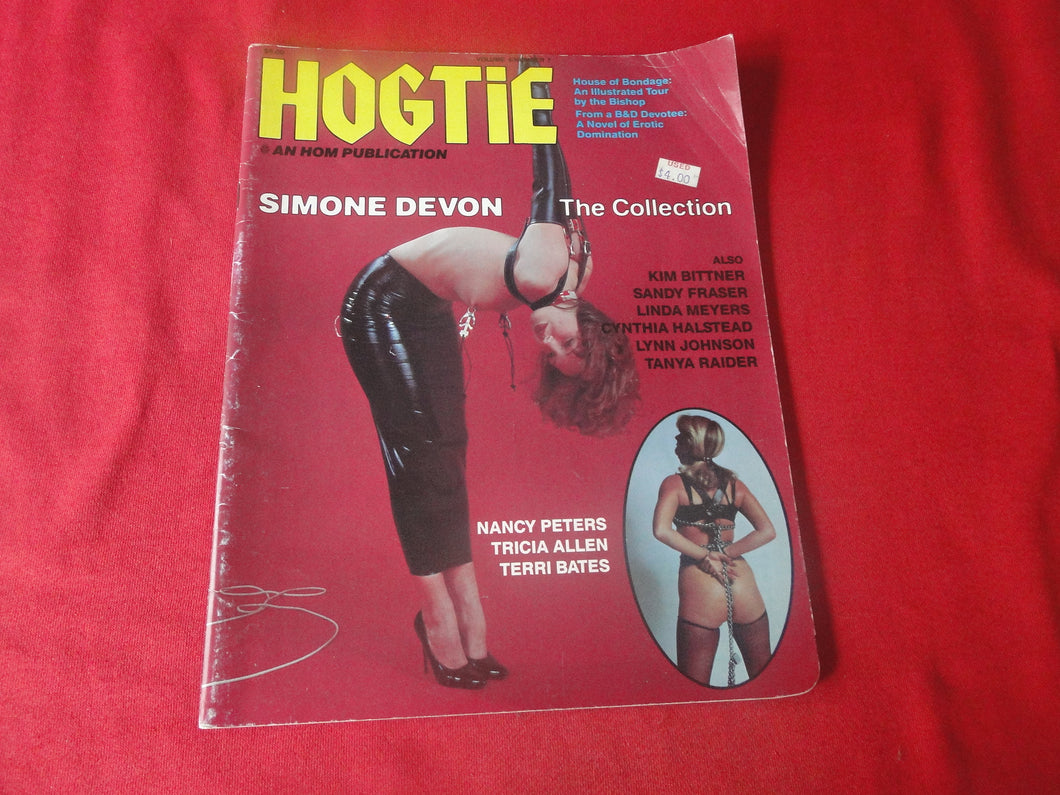 HOGTiE
AN HOM PUBLICATION
House of Bondage:
An Illustrated Tour
by the Bishop
From a B&D Devotee:
A Novel of Erotic
Domination
USED
$4.00
SIMONE DEVON The Collection
ALSO
KIM BITTNER
SANDY FRASER
LINDA MEYERS
CYNTHIA HALSTEAD
LYNN JOHNSON
TANYA RAIDER
NANCY PETERS
TRICIA ALLEN
TERRI BATES